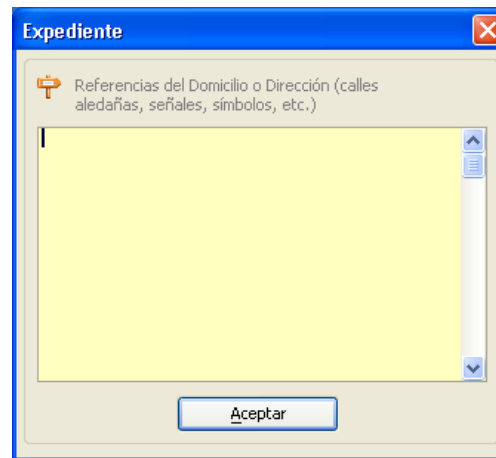 Expediente
Referencias del Domicilio o Dirección (calles
aledañas, señales, símbolos, etc.)
Aceptar